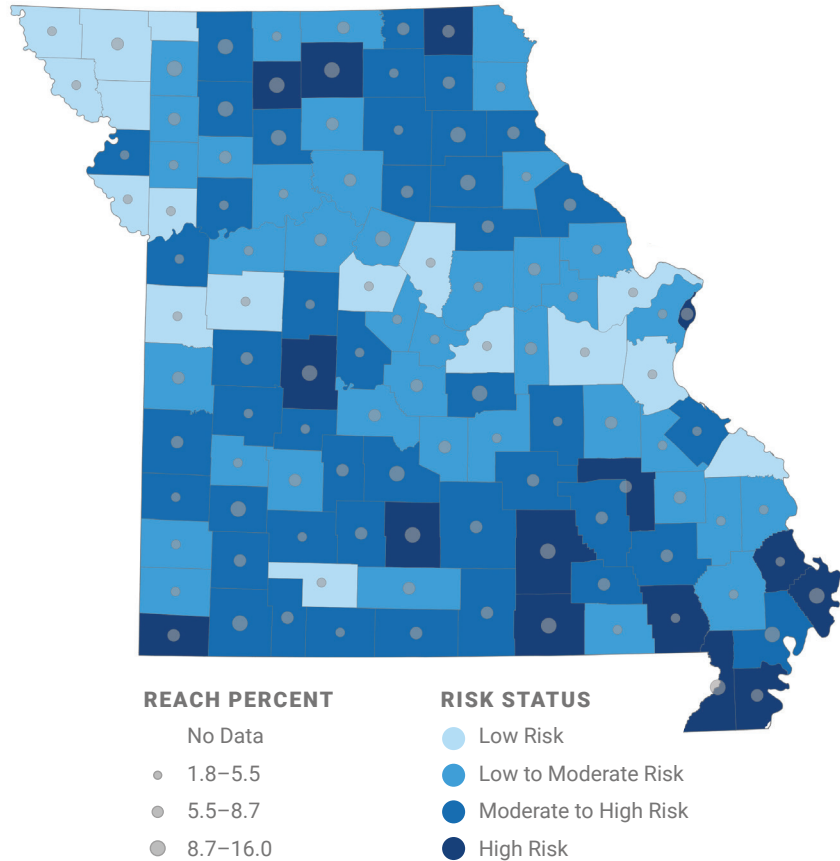 REACH PERCENT
No Data
1.8–5.5
5.5–8.7
8.7–16.0
RISK STATUS
Low Risk
Low to Moderate Risk
Moderate to High Risk
High Risk